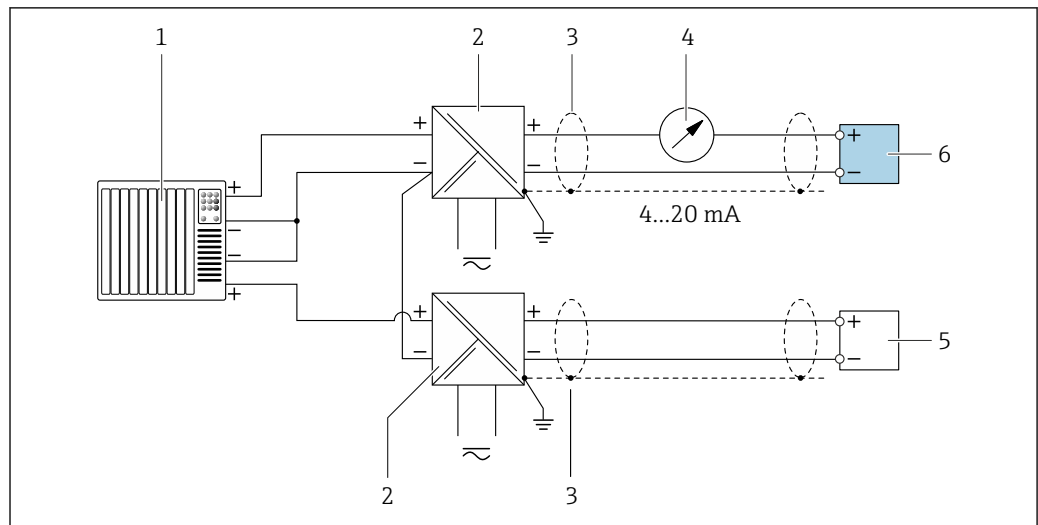 1 2 3 4
+ +
+ − − + −
6
4...20 mA
+
−
−
+
+ +
− − + −
5
2 3